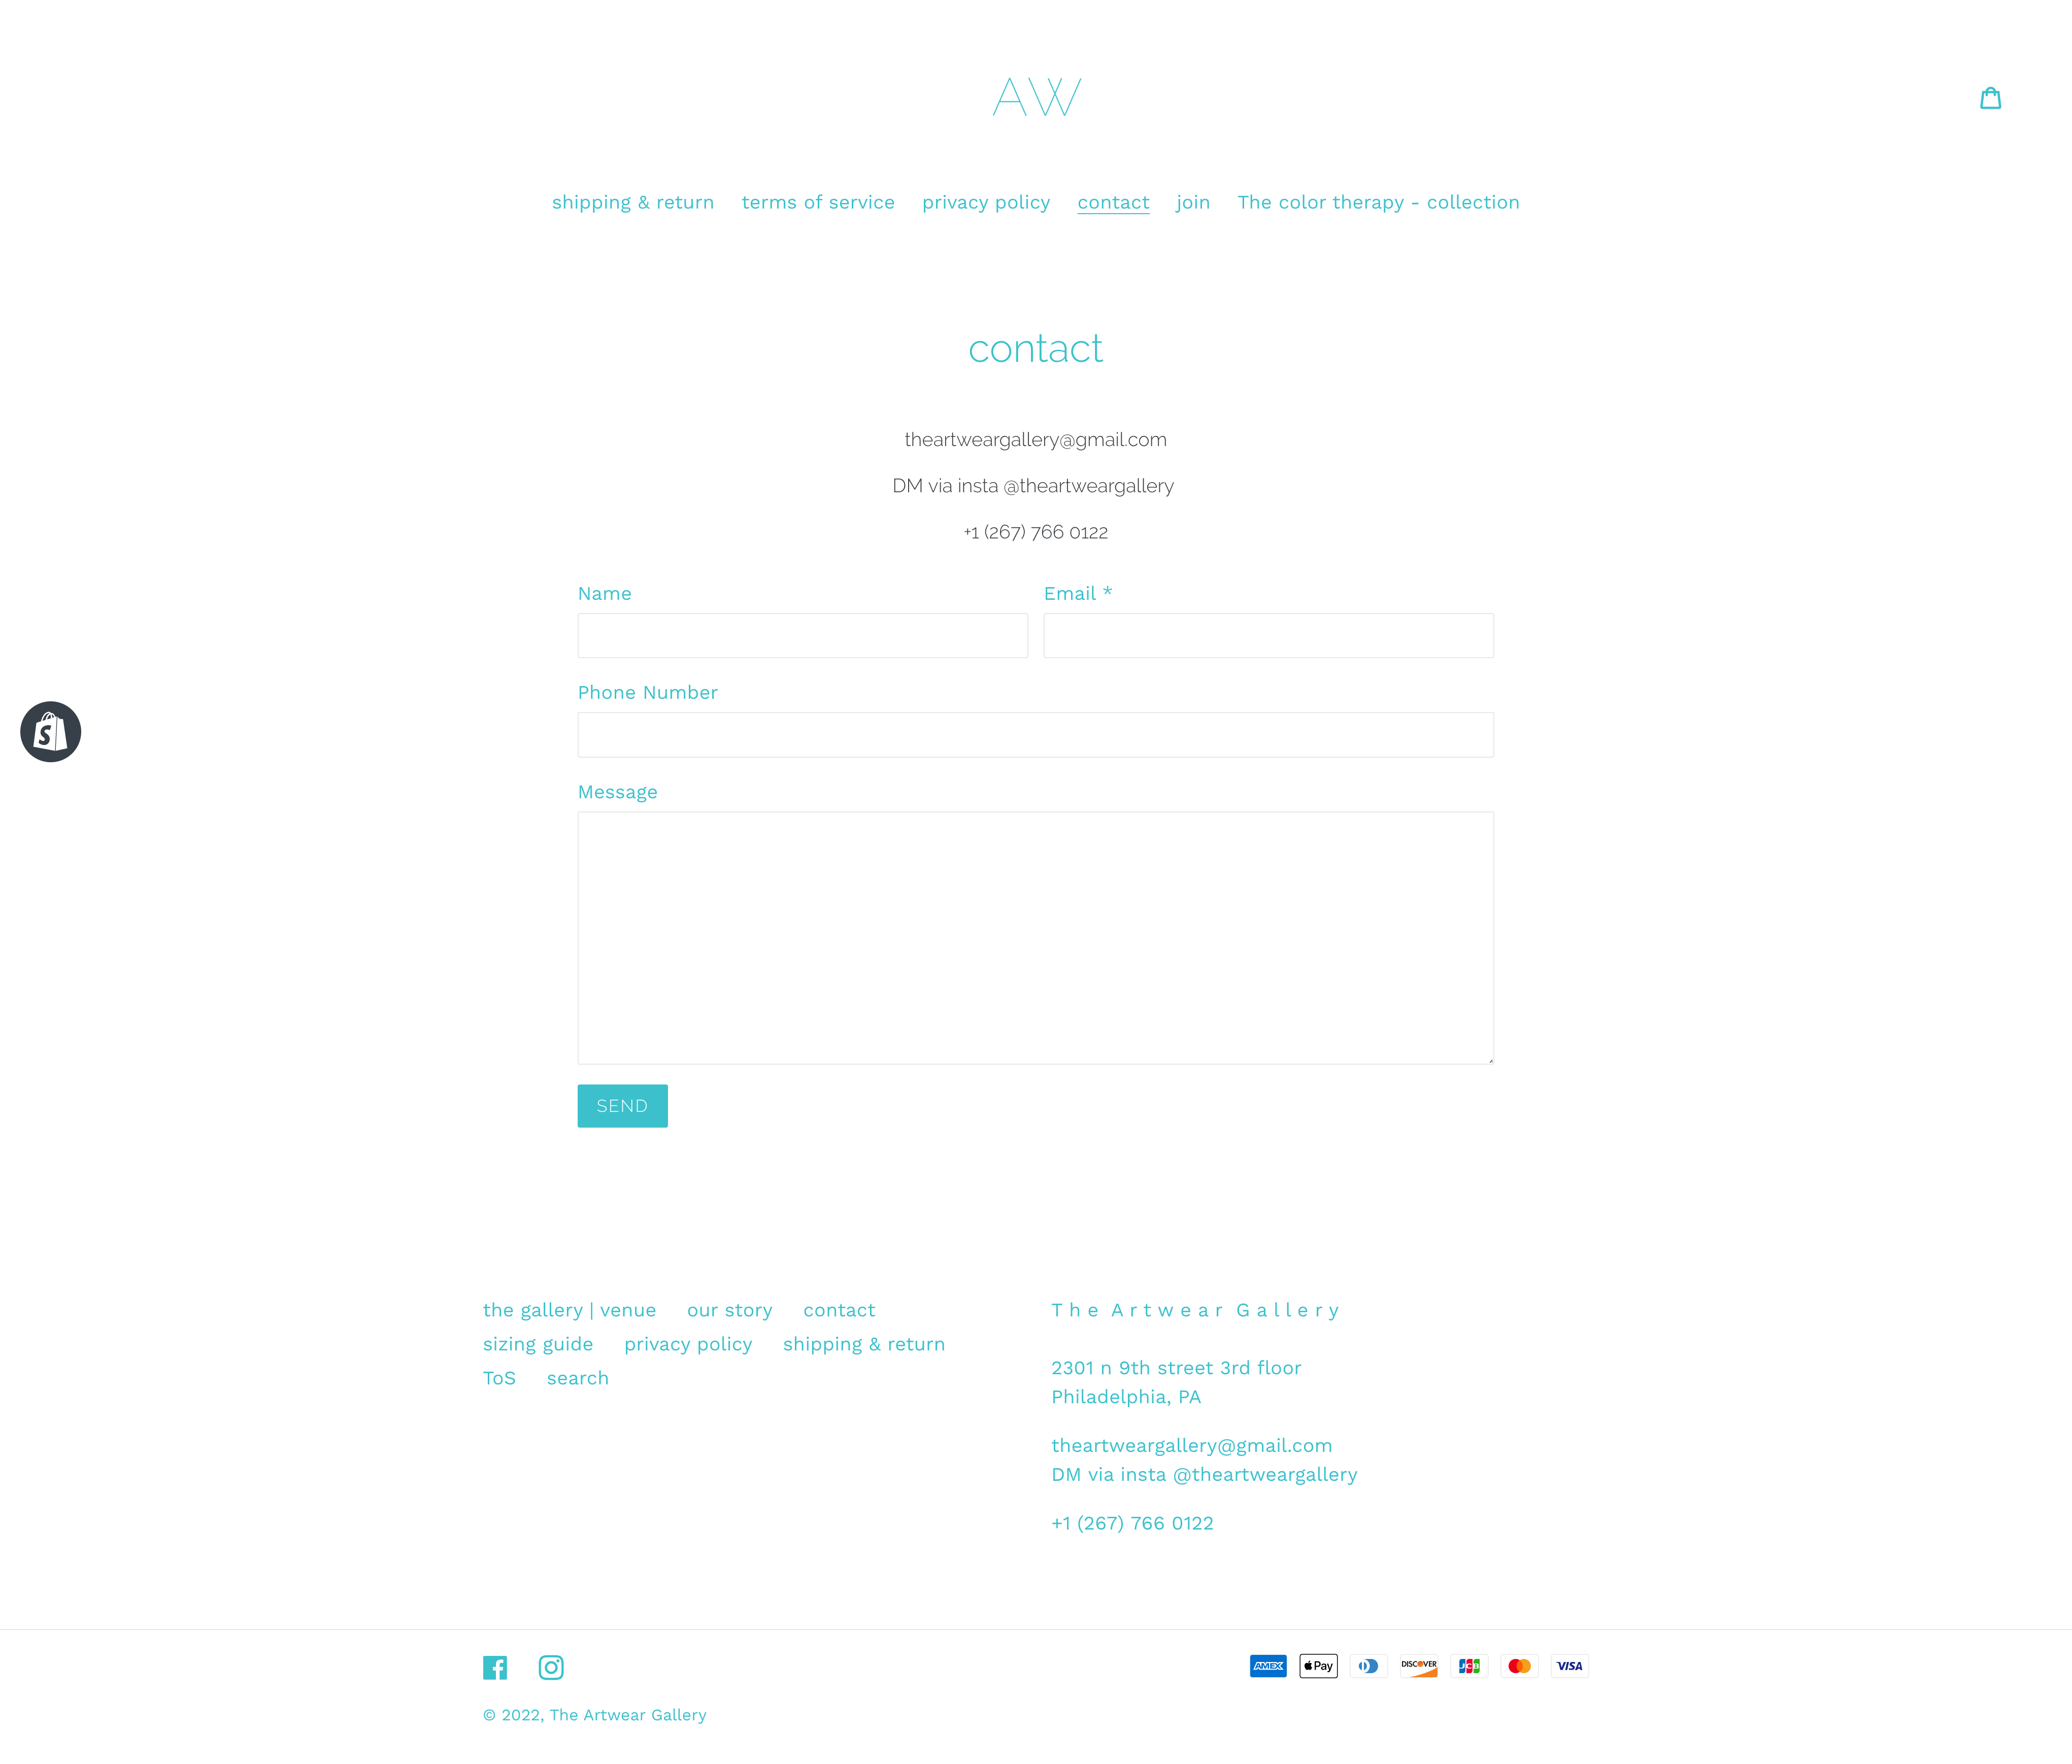 AW
shipping & return terms of service privacy policy contact join The color therapy - collection
contact
theartweargallery@gmail.com
DM via insta @theartweargallery
+1 (267) 766 0122
Name Email *
Phone Number
Message
SEND
the gallery | venue our story contact
sizing guide privacy policy shipping & return
ToS search
T h e A r t w e a r G a l l e r y
2301 n 9th street 3rd floor
Philadelphia, PA
theartweargallery@gmail.com
DM via insta @theartweargallery
+1 (267) 766 0122
AMEX Pay DISCOVER JCB VISA
© 2022, The Artwear Gallery